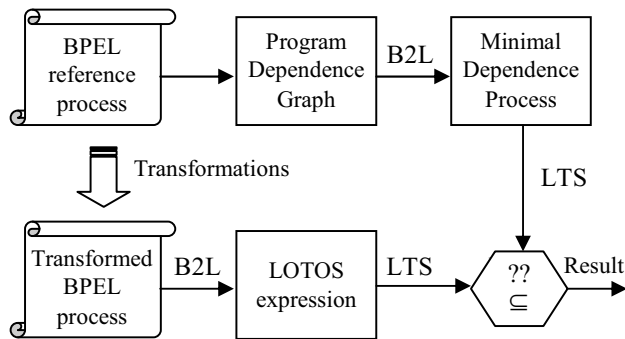 BPEL
reference
process
Program
Dependence
Graph
B2L
Minimal
Dependence
Process
Transformations
LTS
Transformed
BPEL
process
B2L
LOTOS
expression
LTS
??
⊆
Result